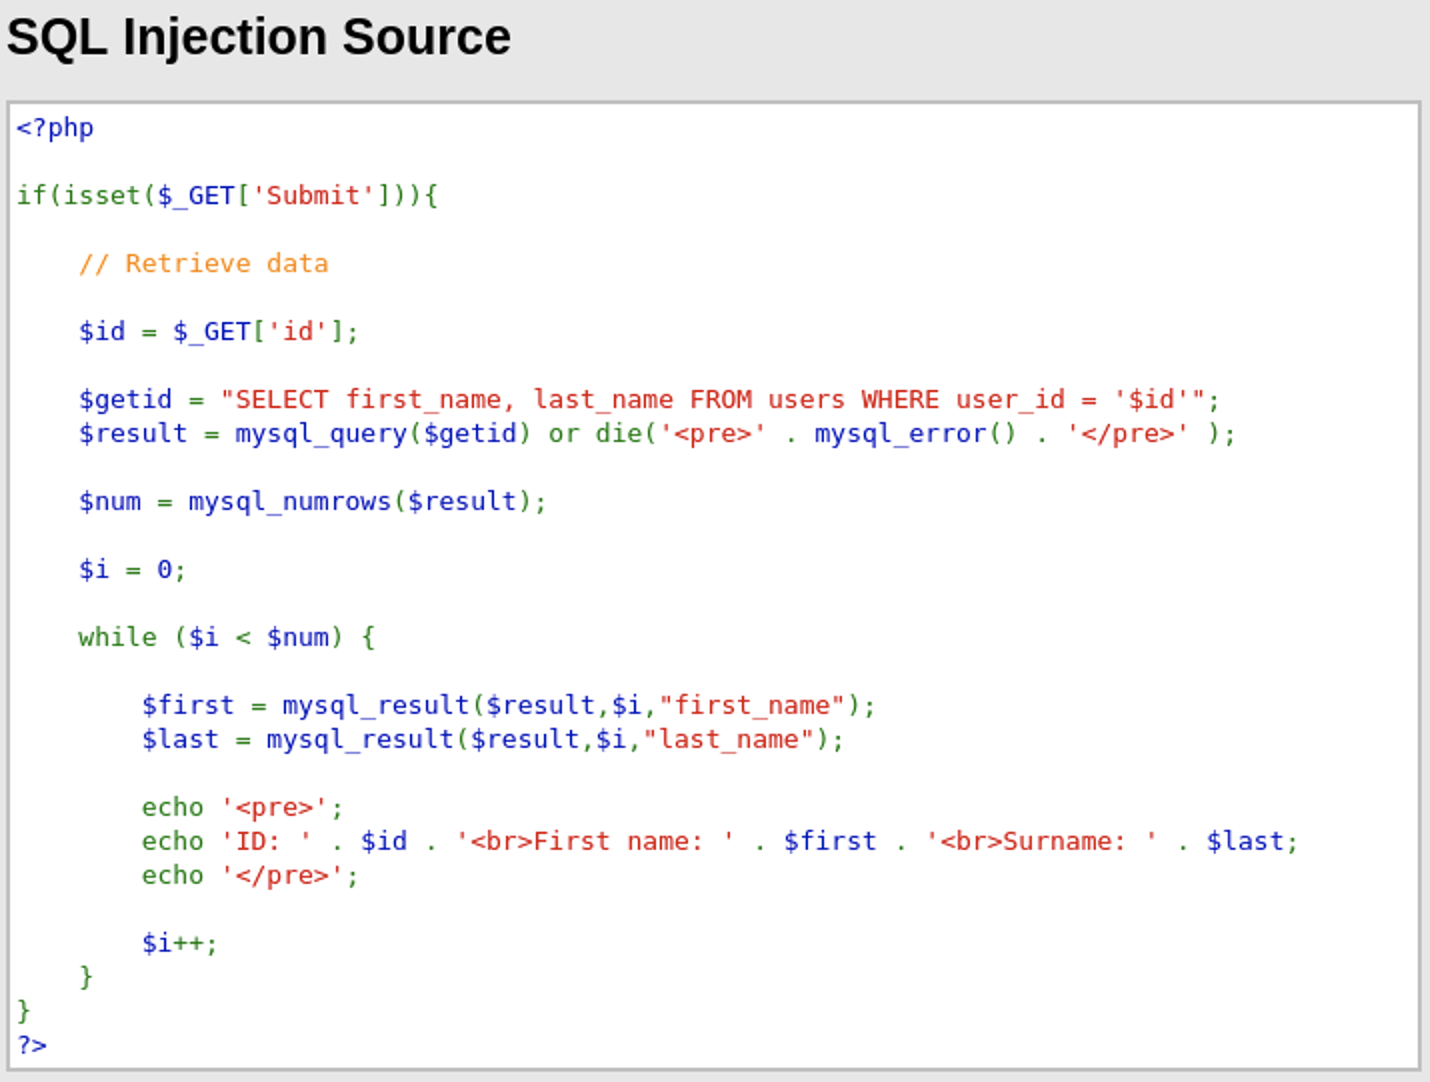 SQL Injection Source
<?php
if(isset($_GET['Submit'])){
// Retrieve data
$id = $_GET['id'];
$getid = "SELECT first_name, last_name FROM users WHERE user_id = '$id'";
$result = mysql_query($getid) or die('<pre>' . mysql_error() . '</pre>' );
$num = mysql_numrows($result);
$i = 0;
while ($i < $num) {
$first = mysql_result($result,$i,"first_name");
$last = mysql_result($result,$i,"last_name");
echo '<pre>';
echo 'ID: ' . $id . '<br>First name: ' . $first . '<br>Surname: ' . $last;
echo '</pre>';
$i++;
}
}
?>